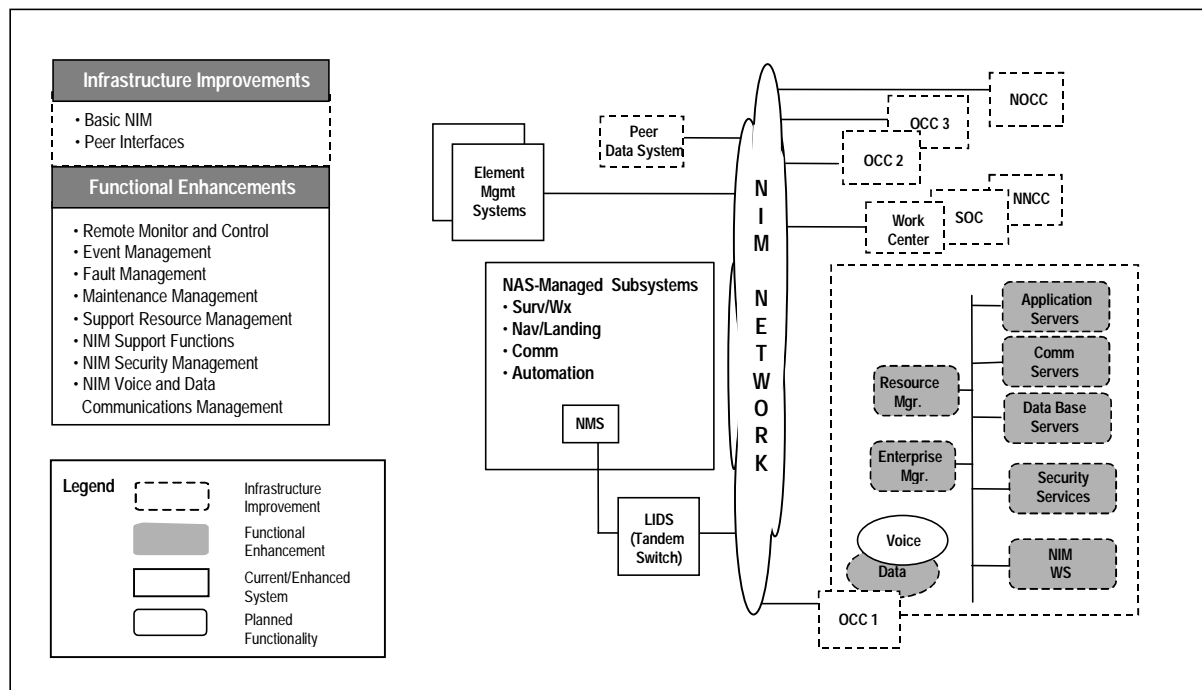 Infrastructure Improvements
• Basic NIM
• Peer Interfaces
Functional Enhancements
• Remote Monitor and Control
• Event Management
• Fault Management
• Maintenance Management
• Support Resource Management
• NIM Support Functions
• NIM Security Management
• NIM Voice and Data
Communications Management
Legend
Infrastructure
Improvement
Functional
Enhancement
Current/Enhanced
System
Planned
Functionality
Element
Mgmt
Systems
Peer
Data System
NAS-Managed Subsystems
• Surv/Wx
• Nav/Landing
• Comm
• Automation
NMS
LIDS
(Tandem
Switch)
NIM NETWORK
NOCC
OCC 3
OCC 2
NNCC
SOC
Work
Center
Application
Servers
Comm
Servers
Resource
Mgr.
Data Base
Servers
Enterprise
Mgr.
Security
Services
Voice
Data
NIM
WS
OCC 1